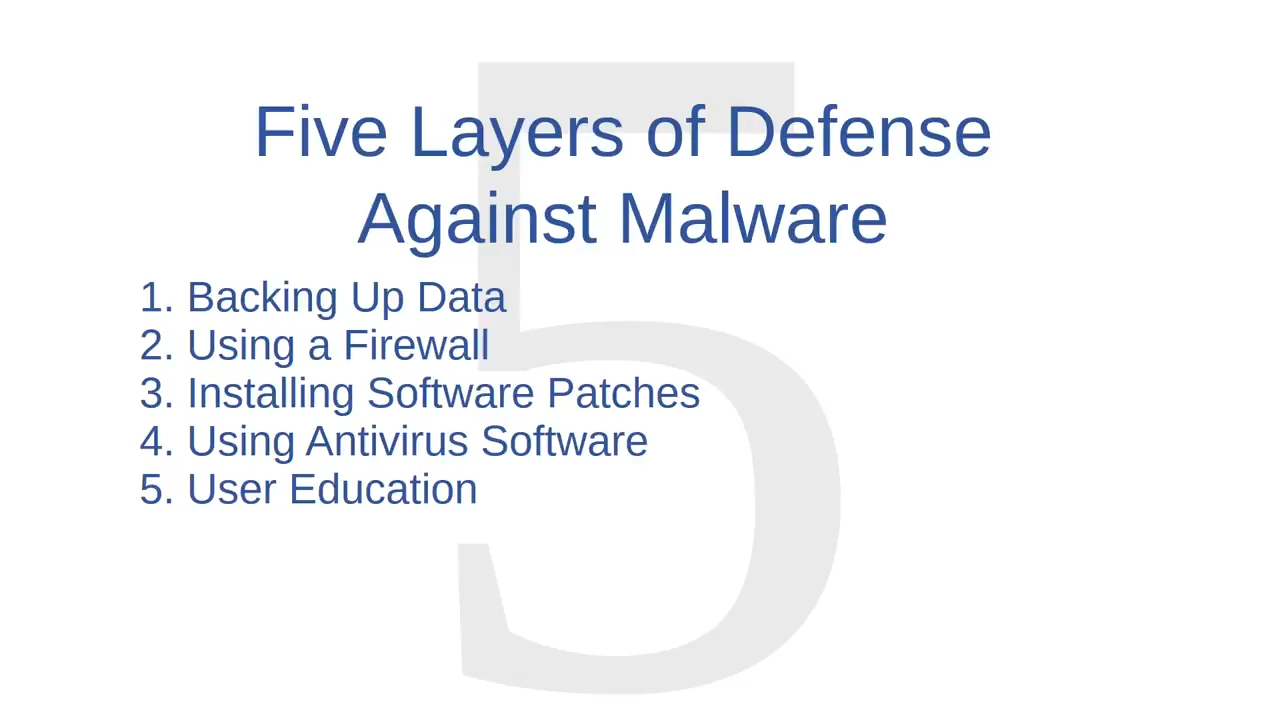 5
Five Layers of Defense
Against Malware
1. Backing Up Data
2. Using a Firewall
3. Installing Software Patches
4. Using Antivirus Software
5. User Education